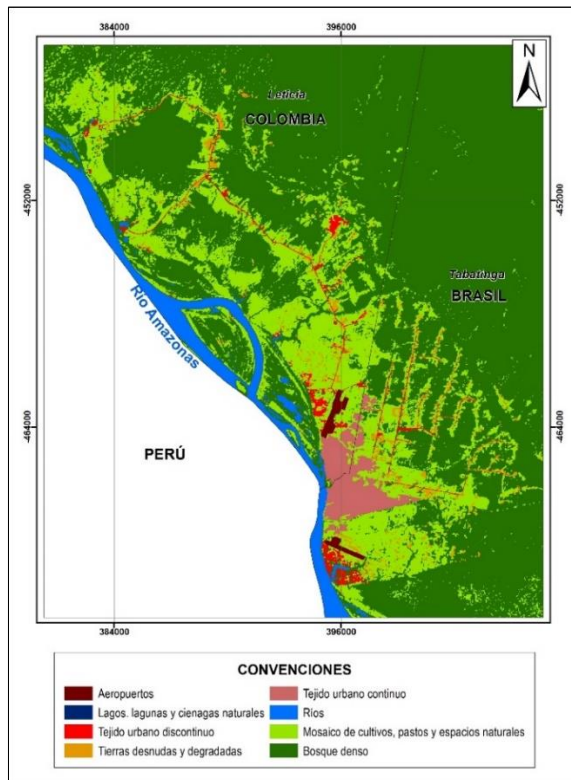 384000 396000
N
Leticia
COLOMBIA
-452000 -452000
Tabatinga
BRASIL
Río Amazonas
-464000 -464000
PERÚ
384000 396000
CONVENCIONES
Aeropuertos Tejido urbano continuo
Lagos. lagunas y cienagas naturales Ríos
Tejido urbano discontinuo Mosaico de cultivos, pastos y espacios naturales
Tierras desnudas y degradadas Bosque denso